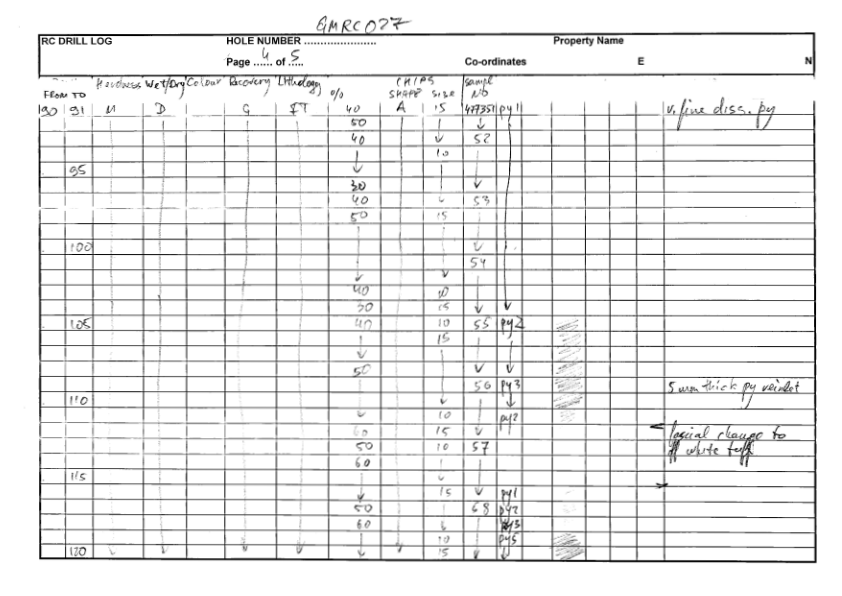 GMRC027
RC DRILL LOG HOLE NUMBER ........................ Property Name
Page 4 of 5 Co-ordinates E N
Hardness Wet/Dry Colour Recovery Lithology % CHIPS Sampl
FROM TO SHAPE SIZE No
90 91 M D G FT 40 A 15 477351 py1 v. fine diss. py
50 ↓
40 ↓ 52
↓ 10
95 ↓
30 ↓
40 ↓ 53
50 15
100 ↓
54
↓ ↓
40 10
30 15 ↓ ↓
105 40 10 55 py2
15
↓
50 ↓ ↓
56 py3 5 mm thick py veinlet
110 ↓ ↓
↓ 10 py2
60 15 ↓ facial change to
50 10 57 off white tuff
60
115 ↓
↓ 15 ↓ py1
50 58 py2
60 ↓ py3
10 py5
120 ↓ ↓ ↓ ↓ ↓ ↓ 15 ↓ ↓